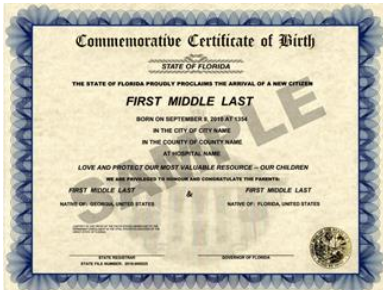 Commemorative Certificate of Birth
STATE OF FLORIDA
THE STATE OF FLORIDA PROUDLY PROCLAIMS THE ARRIVAL OF A NEW CITIZEN
FIRST MIDDLE LAST
BORN ON SEPTEMBER 8, 2010 AT 1354
IN THE CITY OF CITY NAME
IN THE COUNTY OF COUNTY NAME
AT HOSPITAL NAME
LOVE AND PROTECT OUR MOST VALUABLE RESOURCE -- OUR CHILDREN
WE ARE PRIVILEGED TO HONOUR AND CONGRATULATE THE PARENTS:
FIRST MIDDLE LAST & FIRST MIDDLE LAST
NATIVE OF: GEORGIA, UNITED STATES NATIVE OF: FLORIDA, UNITED STATES
STATE REGISTRAR GOVERNOR OF FLORIDA
STATE FILE NUMBER:
SAMPLE